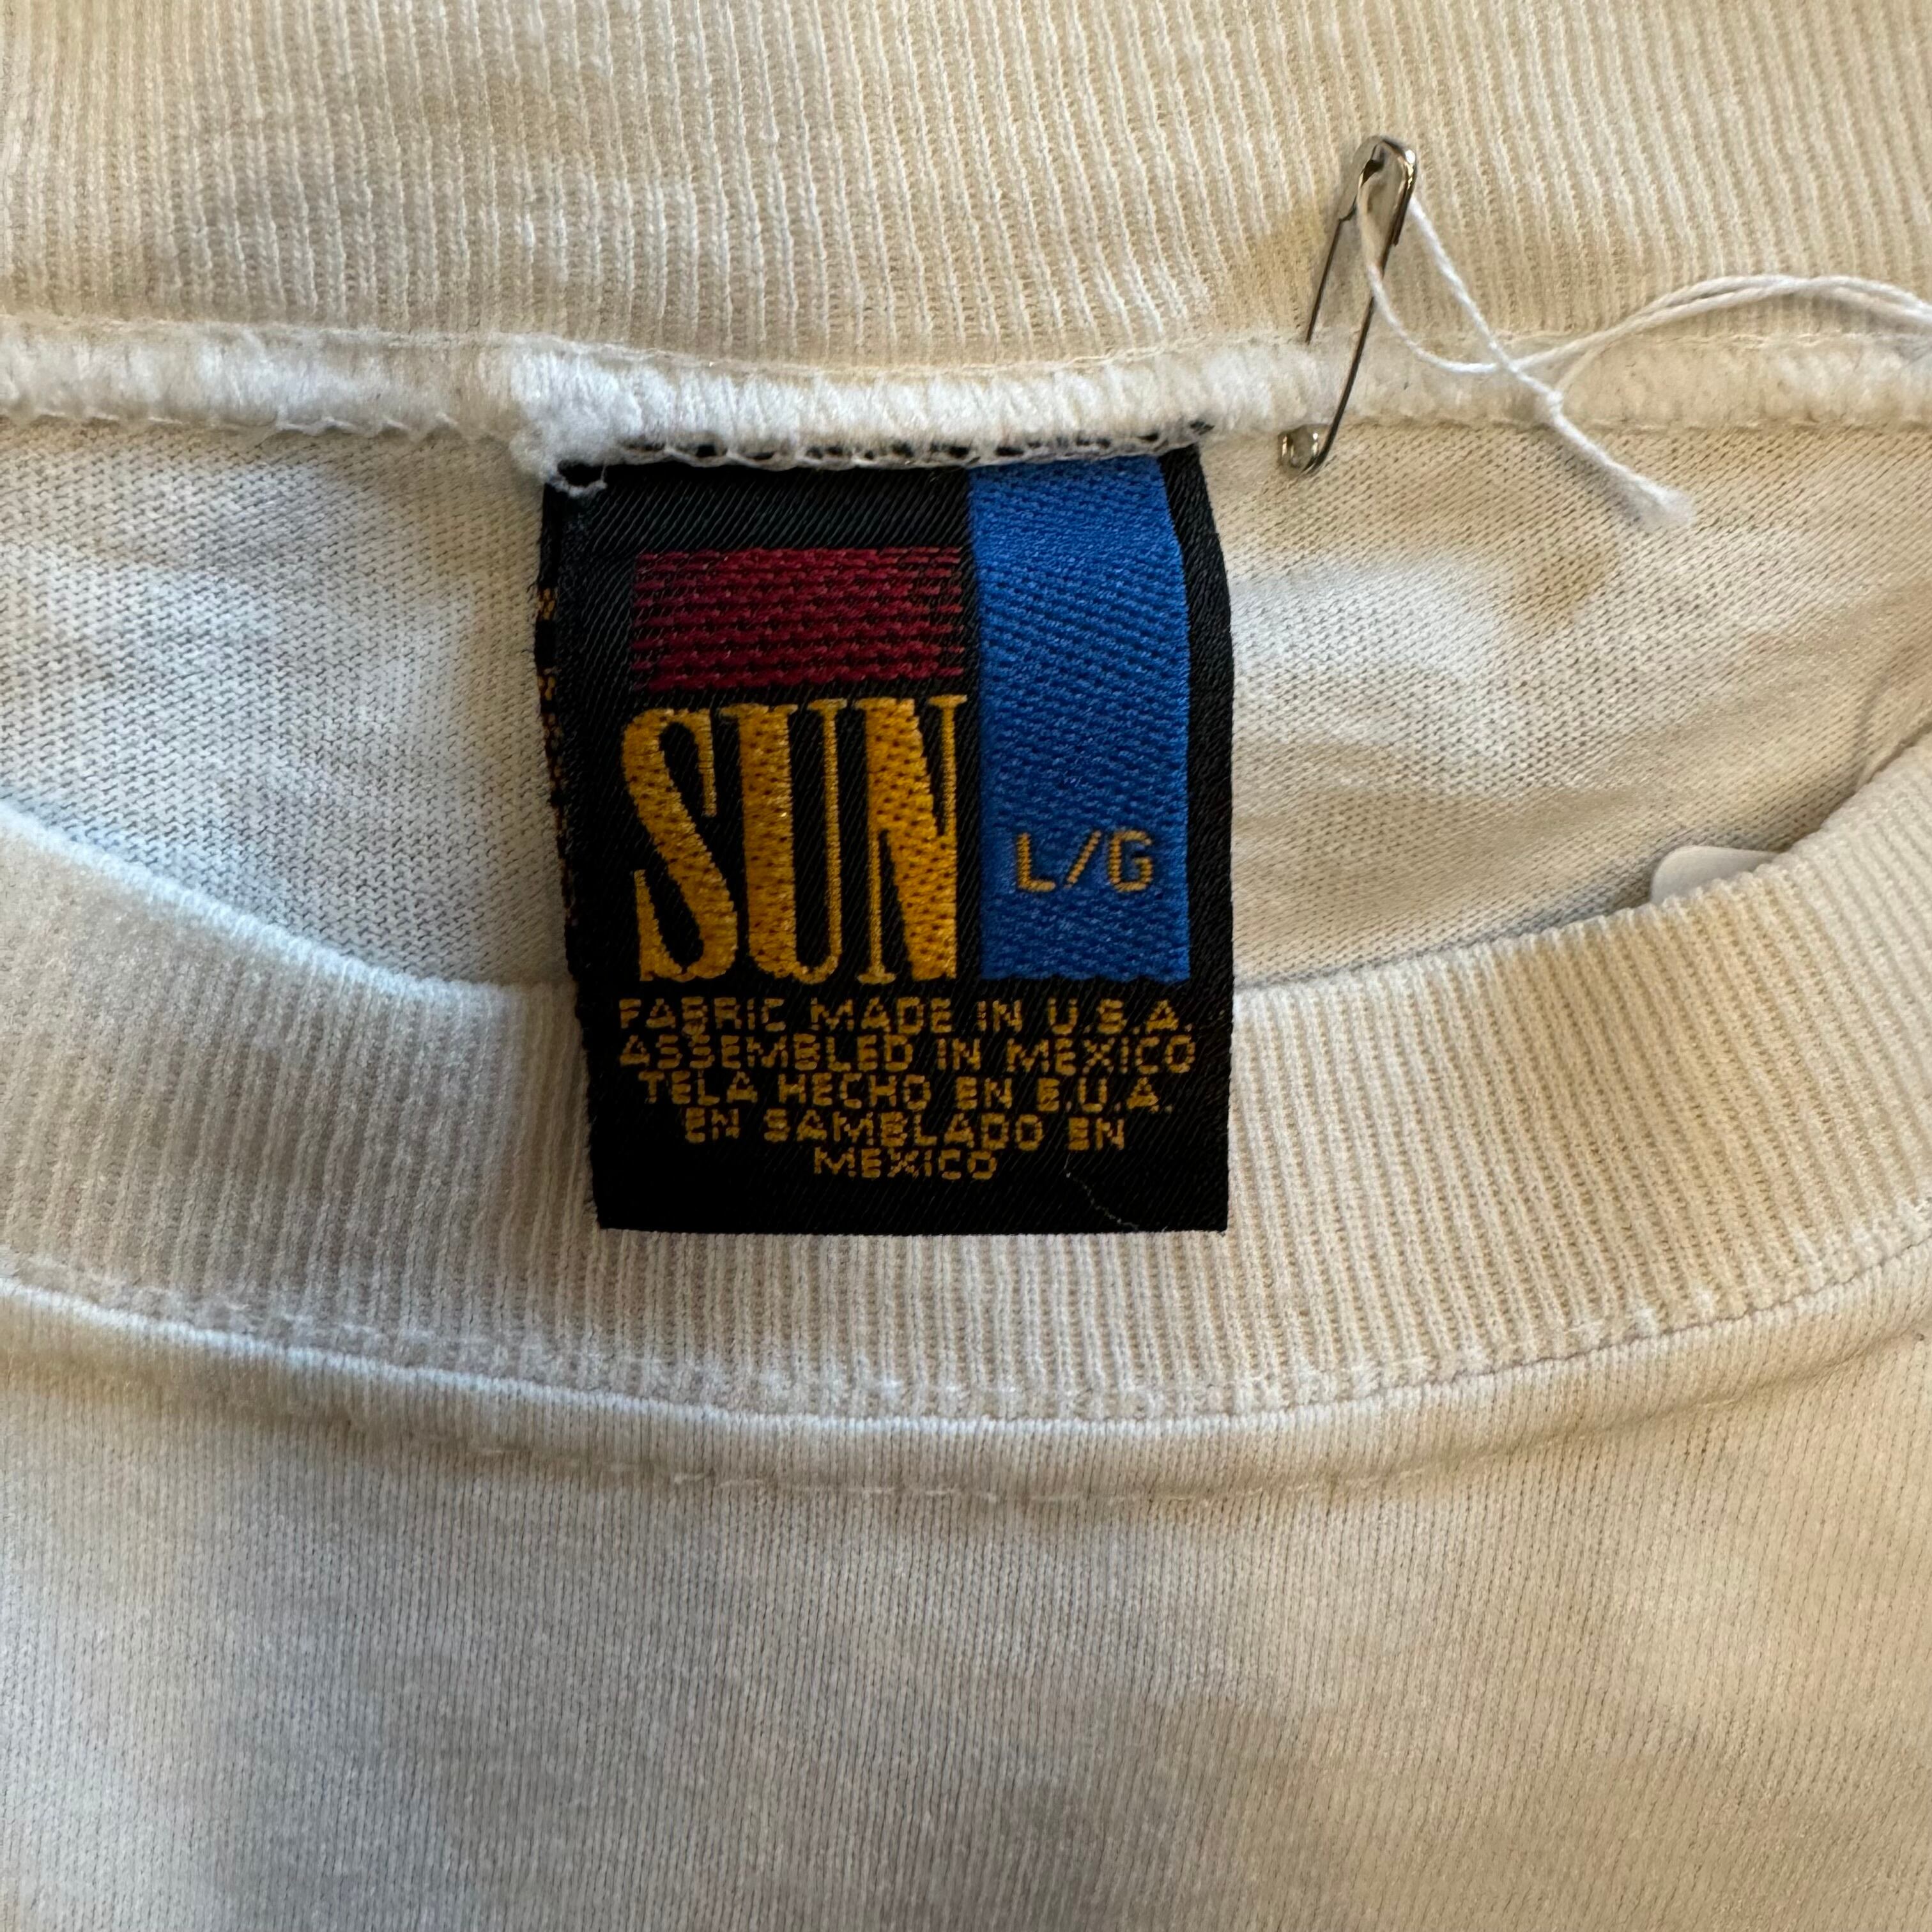 SUN
L/G
FABRIC MADE IN U.S.A.
ASSEMBLED IN MEXICO
TELA HECHO EN E.U.A.
EN SAMBLADO EN
MEXICO